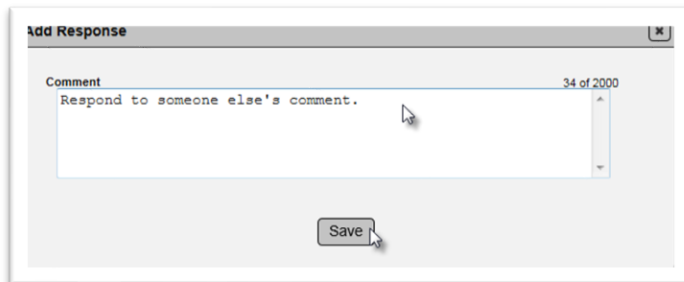 Add Response
Comment
34 of 2000
Respond to someone else's comment.
Save